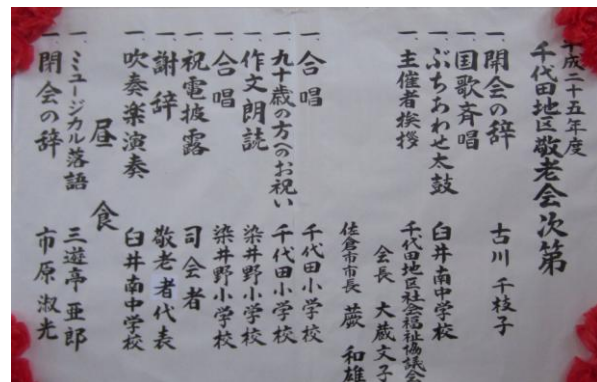 平成二十五年度
千代田地区敬老会次第
一、開会の辞 古川 千枝子
一、国歌斉唱
一、ぶちあわせ太鼓 臼井南中学校
一、主催者挨拶 千代田地区社会福祉協議会
会長 大蔵文子
佐倉市市長 蕨 和雄
一、合唱 千代田小学校
一、九十歳の方へのお祝い 千代田小学校
一、作文朗読 染井野小学校
一、合唱 染井野小学校
一、祝電披露 司会者
一、謝辞 敬老者代表
一、吹奏楽演奏 臼井南中学校
昼食
一、ミュージカル落語 三遊亭亜郎
一、閉会の辞 市原淑光